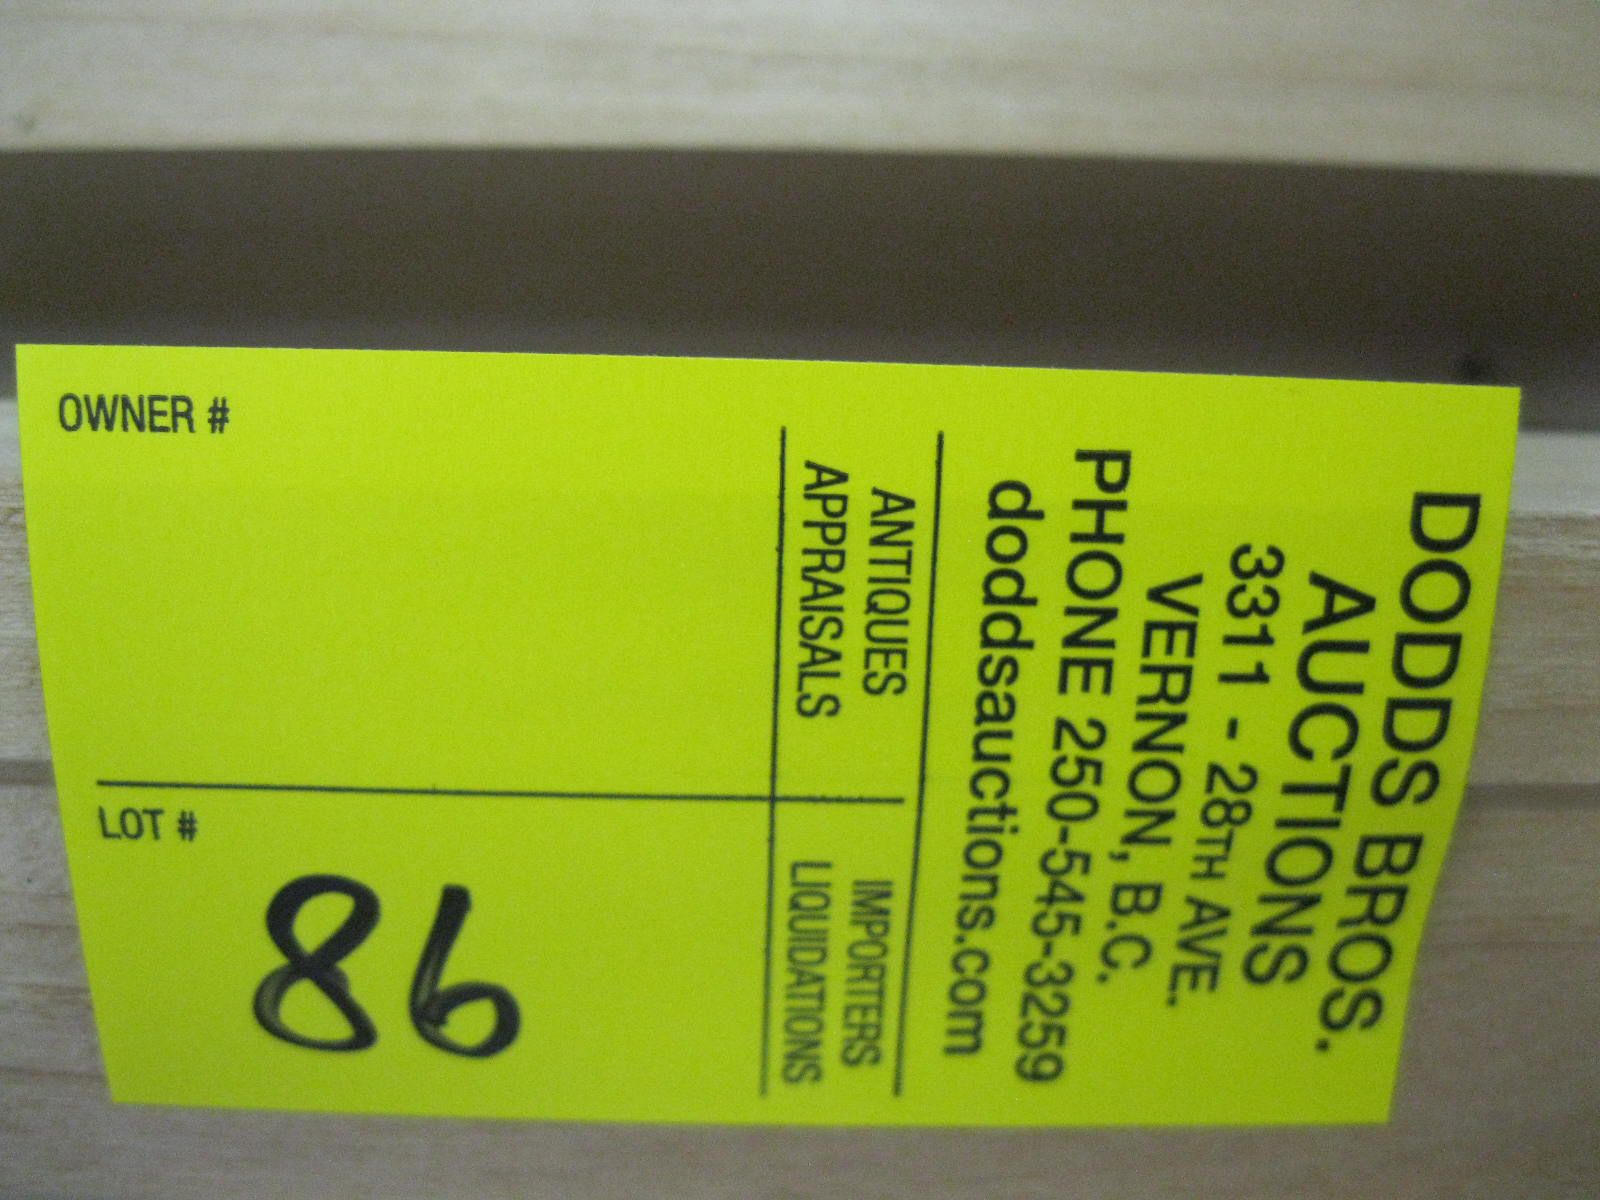 DODDS BROS.
AUCTIONS
3311 - 28TH AVE.
VERNON, B.C.
PHONE 250-545-3259
doddsauctions.com
ANTIQUES
APPRAISALS
IMPORTERS
LIQUIDATIONS
OWNER #
LOT #
86